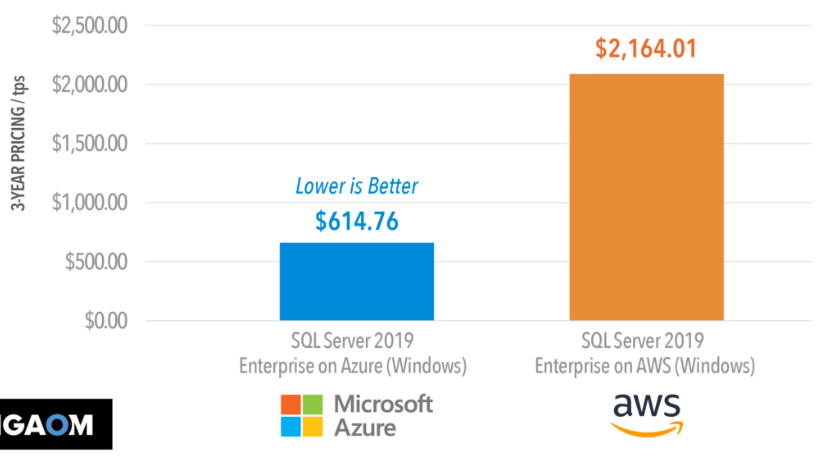 $2,500.00
$2,164.01
$2,000.00
3-YEAR PRICING / tps
$1,500.00
Lower is Better
$1,000.00
$614.76
$500.00
$0.00
SQL Server 2019
Enterprise on Azure (Windows)
SQL Server 2019
Enterprise on AWS (Windows)
Microsoft
Azure
aws
IGAOM